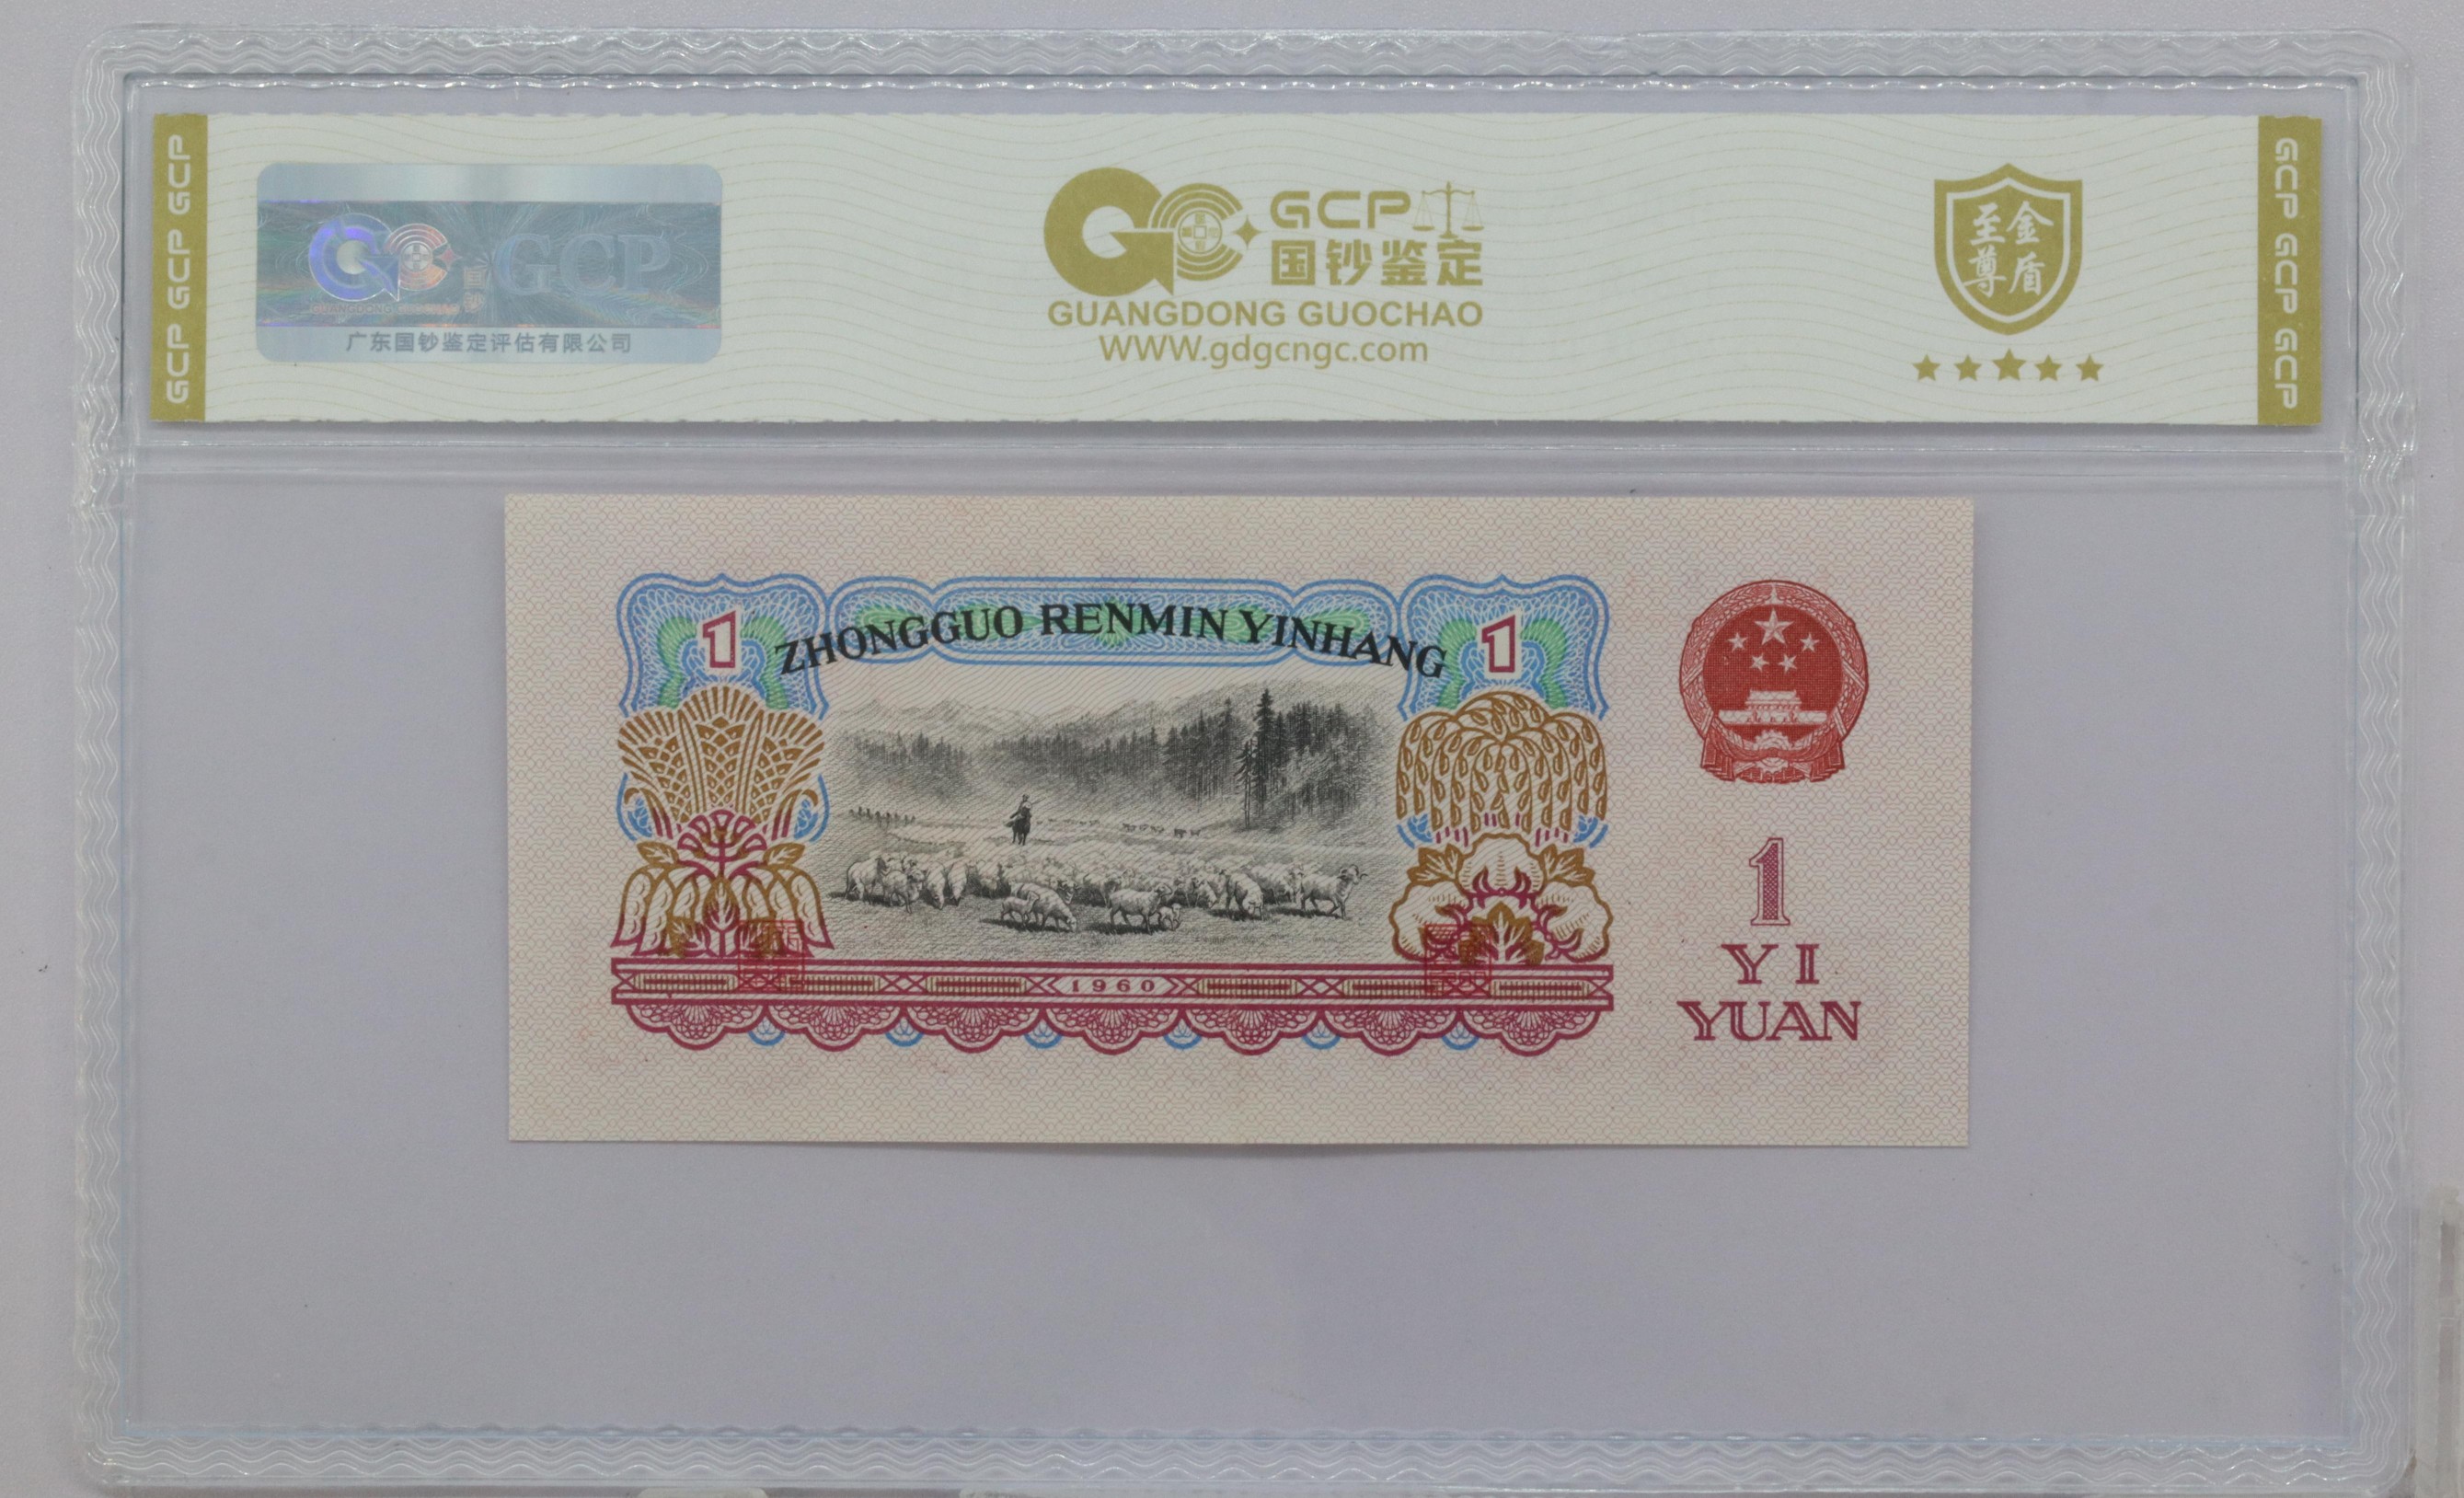 GCP GCP GCP
GCP
GUANGDONG GUOCHAO
广东国钞鉴定评估有限公司
GCP
国钞鉴定
GUANGDONG GUOCHAO
WWW.gdgcngc.com
至尊
金盾
GCP GCP GCP
1 ZHONGGUO RENMIN YINHANG 1
1960
1
YI
YUAN